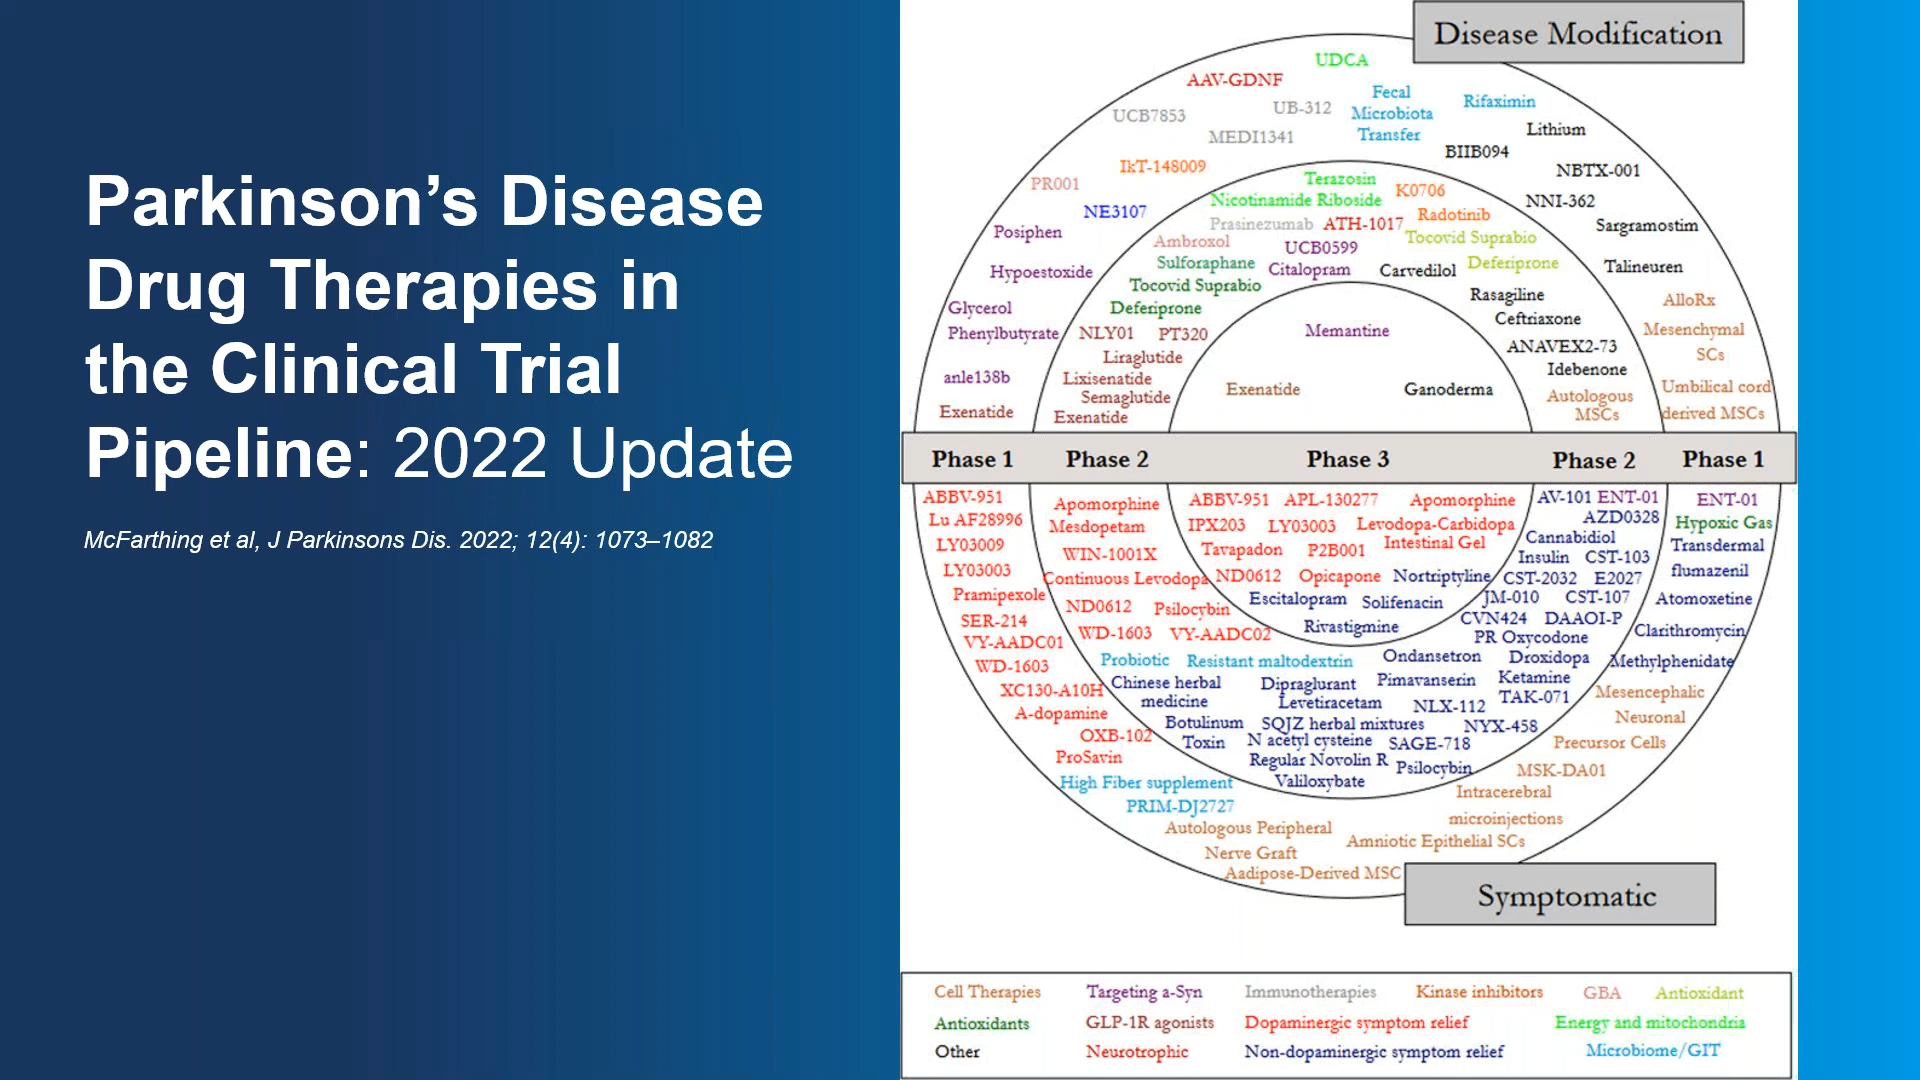 Parkinson’s Disease
Drug Therapies in
the Clinical Trial
Pipeline: 2022 Update
McFarthing et al, J Parkinsons Dis. 2022; 12(4): 1073–1082
Disease Modification
UDCA
AAV-GDNF
Fecal
Microbiota
Transfer
Rifaximin
UCB7853
UB-312
MEDI1341
Lithium
BIIB094
IkT-148009
NBTX-001
PR001
NE3107
NNI-362
Posiphen
Sargramostim
Hypoestoxide
Talineuren
Glycerol
Phenylbutyrate
AlloRx
Mesenchymal
SCs
anle138b
Umbilical cord
derived MSCs
Exenatide
Terazosin
K0706
Nicotinamide Riboside
Radotinib
Prasinezumab
ATH-1017
Tocovid Suprabio
Ambroxol
UCB0599
Sulforaphane
Citalopram
Carvedilol
Deferiprone
Tocovid Suprabio
Rasagiline
Deferiprone
Ceftriaxone
NLY01
PT320
ANAVEX2-73
Liraglutide
Idebenone
Lixisenatide
Semaglutide
Autologous
MSCs
Exenatide
Memantine
Exenatide
Ganoderma
Phase 1
Phase 2
Phase 3
Phase 2
Phase 1
ABBV-951
Lu AF28996
LY03009
LY03003
Pramipexole
SER-214
VY-AADC01
WD-1603
XC130-A10H
A-dopamine
OXB-102
ProSavin
High Fiber supplement
PRIM-DJ2727
Autologous Peripheral
Nerve Graft
Aadipose-Derived MSC
Apomorphine
Mesdopetam
WIN-1001X
Continuous Levodopa
ND0612
Psilocybin
WD-1603
VY-AADC02
Probiotic
Resistant maltodextrin
Chinese herbal
medicine
Botulinum
Toxin
ABBV-951
APL-130277
Apomorphine
IPX203
LY03003
Levodopa-Carbidopa
Intestinal Gel
Tavapadon
P2B001
ND0612
Opicapone
Nortriptyline
Escitalopram
Solifenacin
Rivastigmine
AV-101
ENT-01
AZD0328
Cannabidiol
Insulin
CST-103
CST-2032
E2027
JM-010
CST-107
CVN424
DAAOI-P
PR Oxycodone
Ondansetron
Droxidopa
Dipraglurant
Pimavanserin
Ketamine
Levetiracetam
NLX-112
TAK-071
SQJZ herbal mixtures
NYX-458
N acetyl cysteine
SAGE-718
Regular Novolin R
Psilocybin
Valiloxybate
ENT-01
Hypoxic Gas
Transdermal
flumazenil
Atomoxetine
Clarithromycin
Methylphenidate
Mesencephalic
Neuronal
Precursor Cells
MSK-DA01
Intracerebral
microinjections
Amniotic Epithelial SCs
Symptomatic
Cell Therapies
Targeting a-Syn
Immunotherapies
Kinase inhibitors
GBA
Antioxidant
Antioxidants
GLP-1R agonists
Dopaminergic symptom relief
Energy and mitochondria
Other
Neurotrophic
Non-dopaminergic symptom relief
Microbiome/GIT